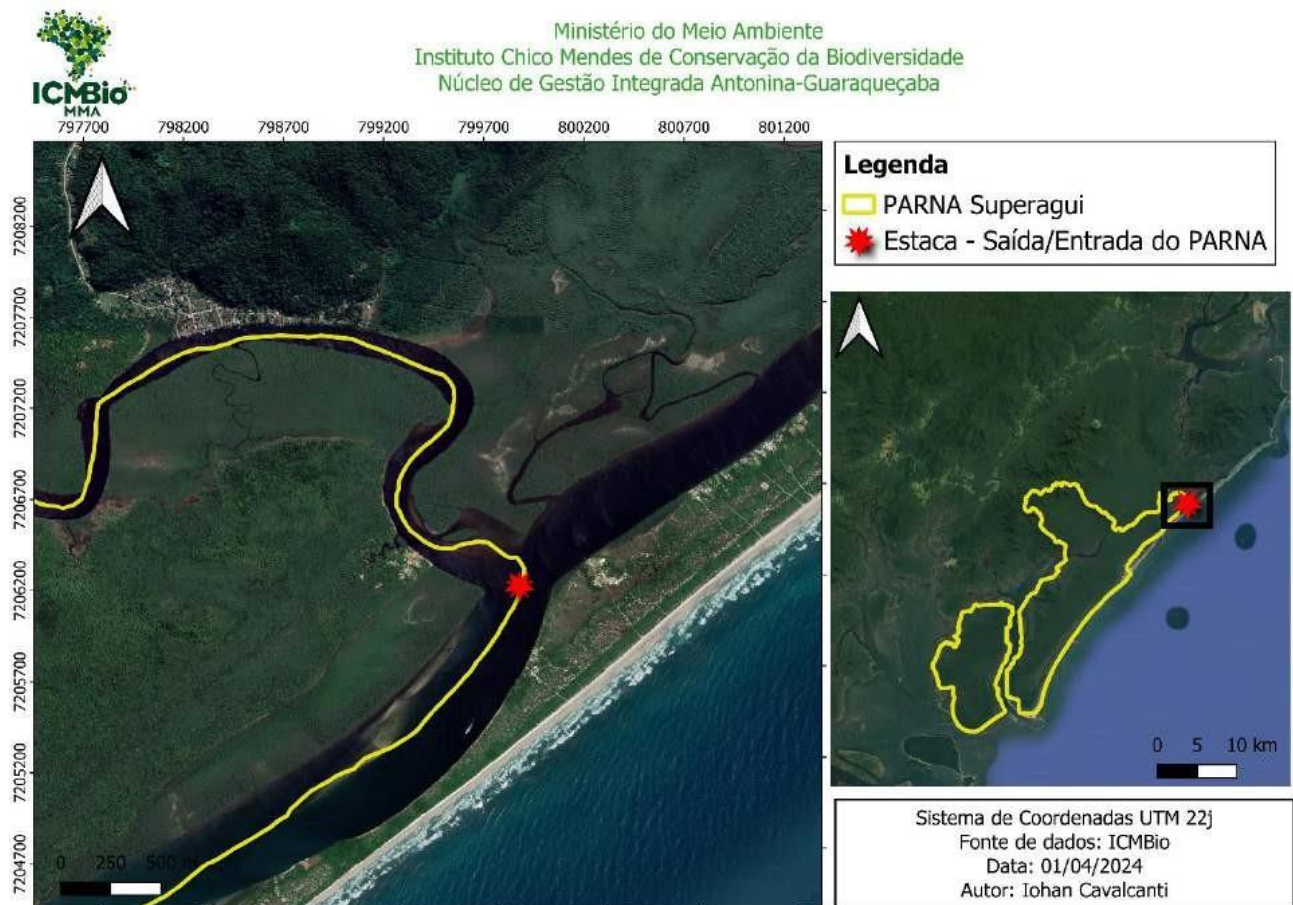 ICMBio
MMA
Ministério do Meio Ambiente
Instituto Chico Mendes de Conservação da Biodiversidade
Núcleo de Gestão Integrada Antonina-Guaraqueçaba
797700 798200 798700 799200 799700 800200 800700 801200
7208200
7207700
7207200
7206700
7206200
7205700
7205200
7204700
0 250 500 m
Legenda
PARNA Superagui
Estaca - Saída/Entrada do PARNA
0 5 10 km
Sistema de Coordenadas UTM 22j
Fonte de dados: ICMBio
Data: 01/04/2024
Autor: Iohan Cavalcanti